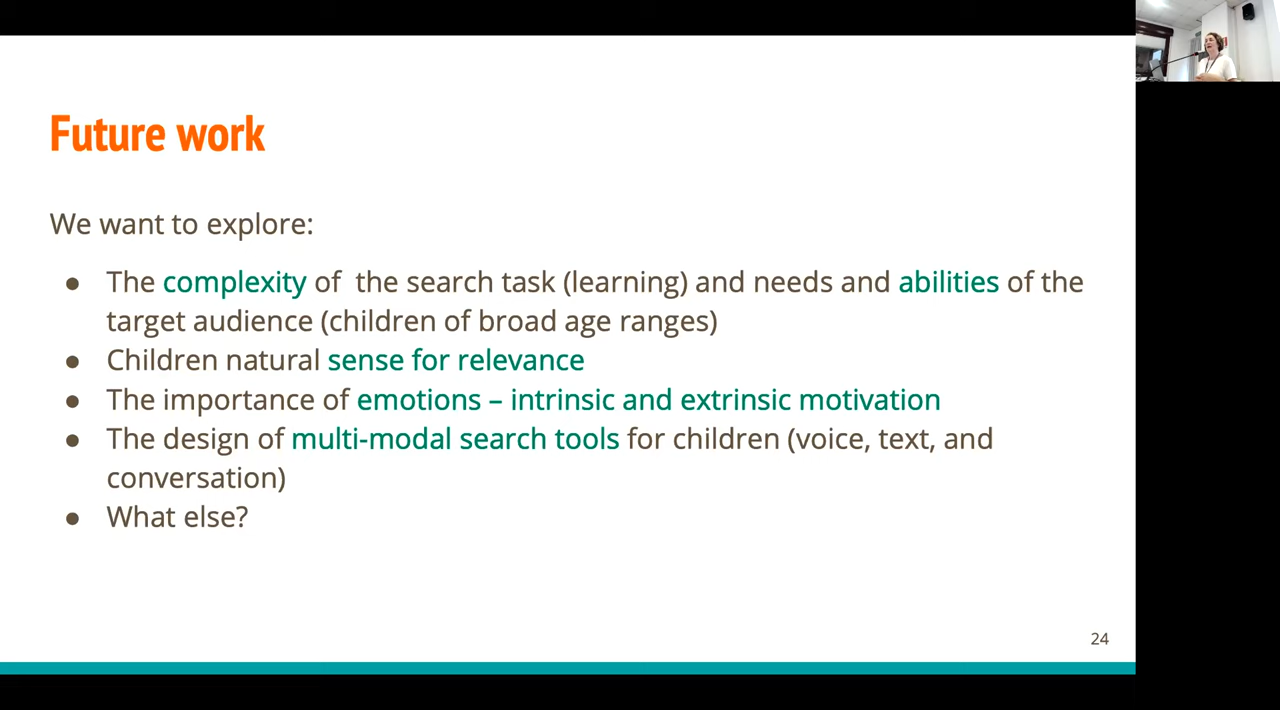 Future work
We want to explore:
● The complexity of the search task (learning) and needs and abilities of the
target audience (children of broad age ranges)
● Children natural sense for relevance
● The importance of emotions – intrinsic and extrinsic motivation
● The design of multi-modal search tools for children (voice, text, and
conversation)
● What else?
24